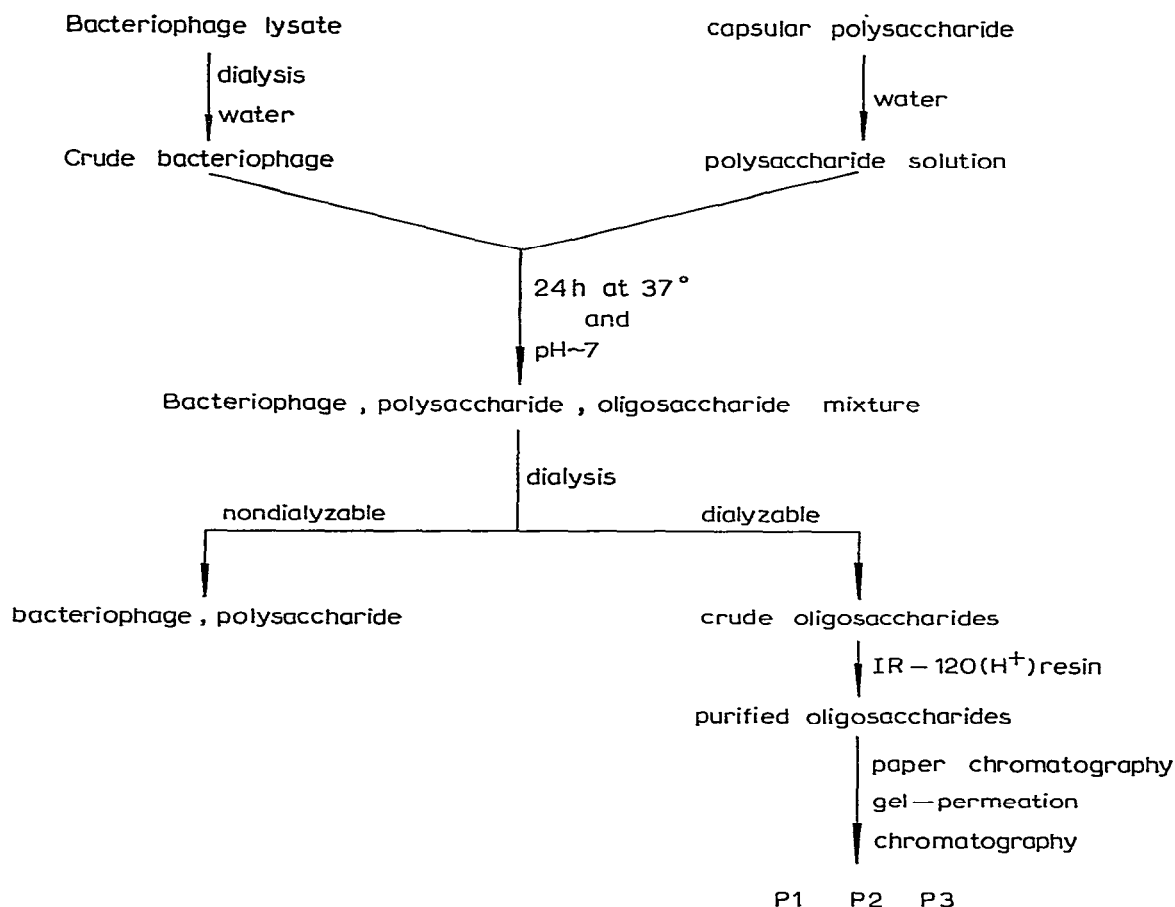 Bacteriophage lysate
capsular polysaccharide
dialysis
water
water
Crude bacteriophage
polysaccharide solution
24h at 37°
and
pH~7
Bacteriophage , polysaccharide , oligosaccharide mixture
dialysis
nondialyzable
dialyzable
bacteriophage , polysaccharide
crude oligosaccharides
IR – 120(H⁺) resin
purified oligosaccharides
paper chromatography
gel – permeation
chromatography
P1 P2 P3